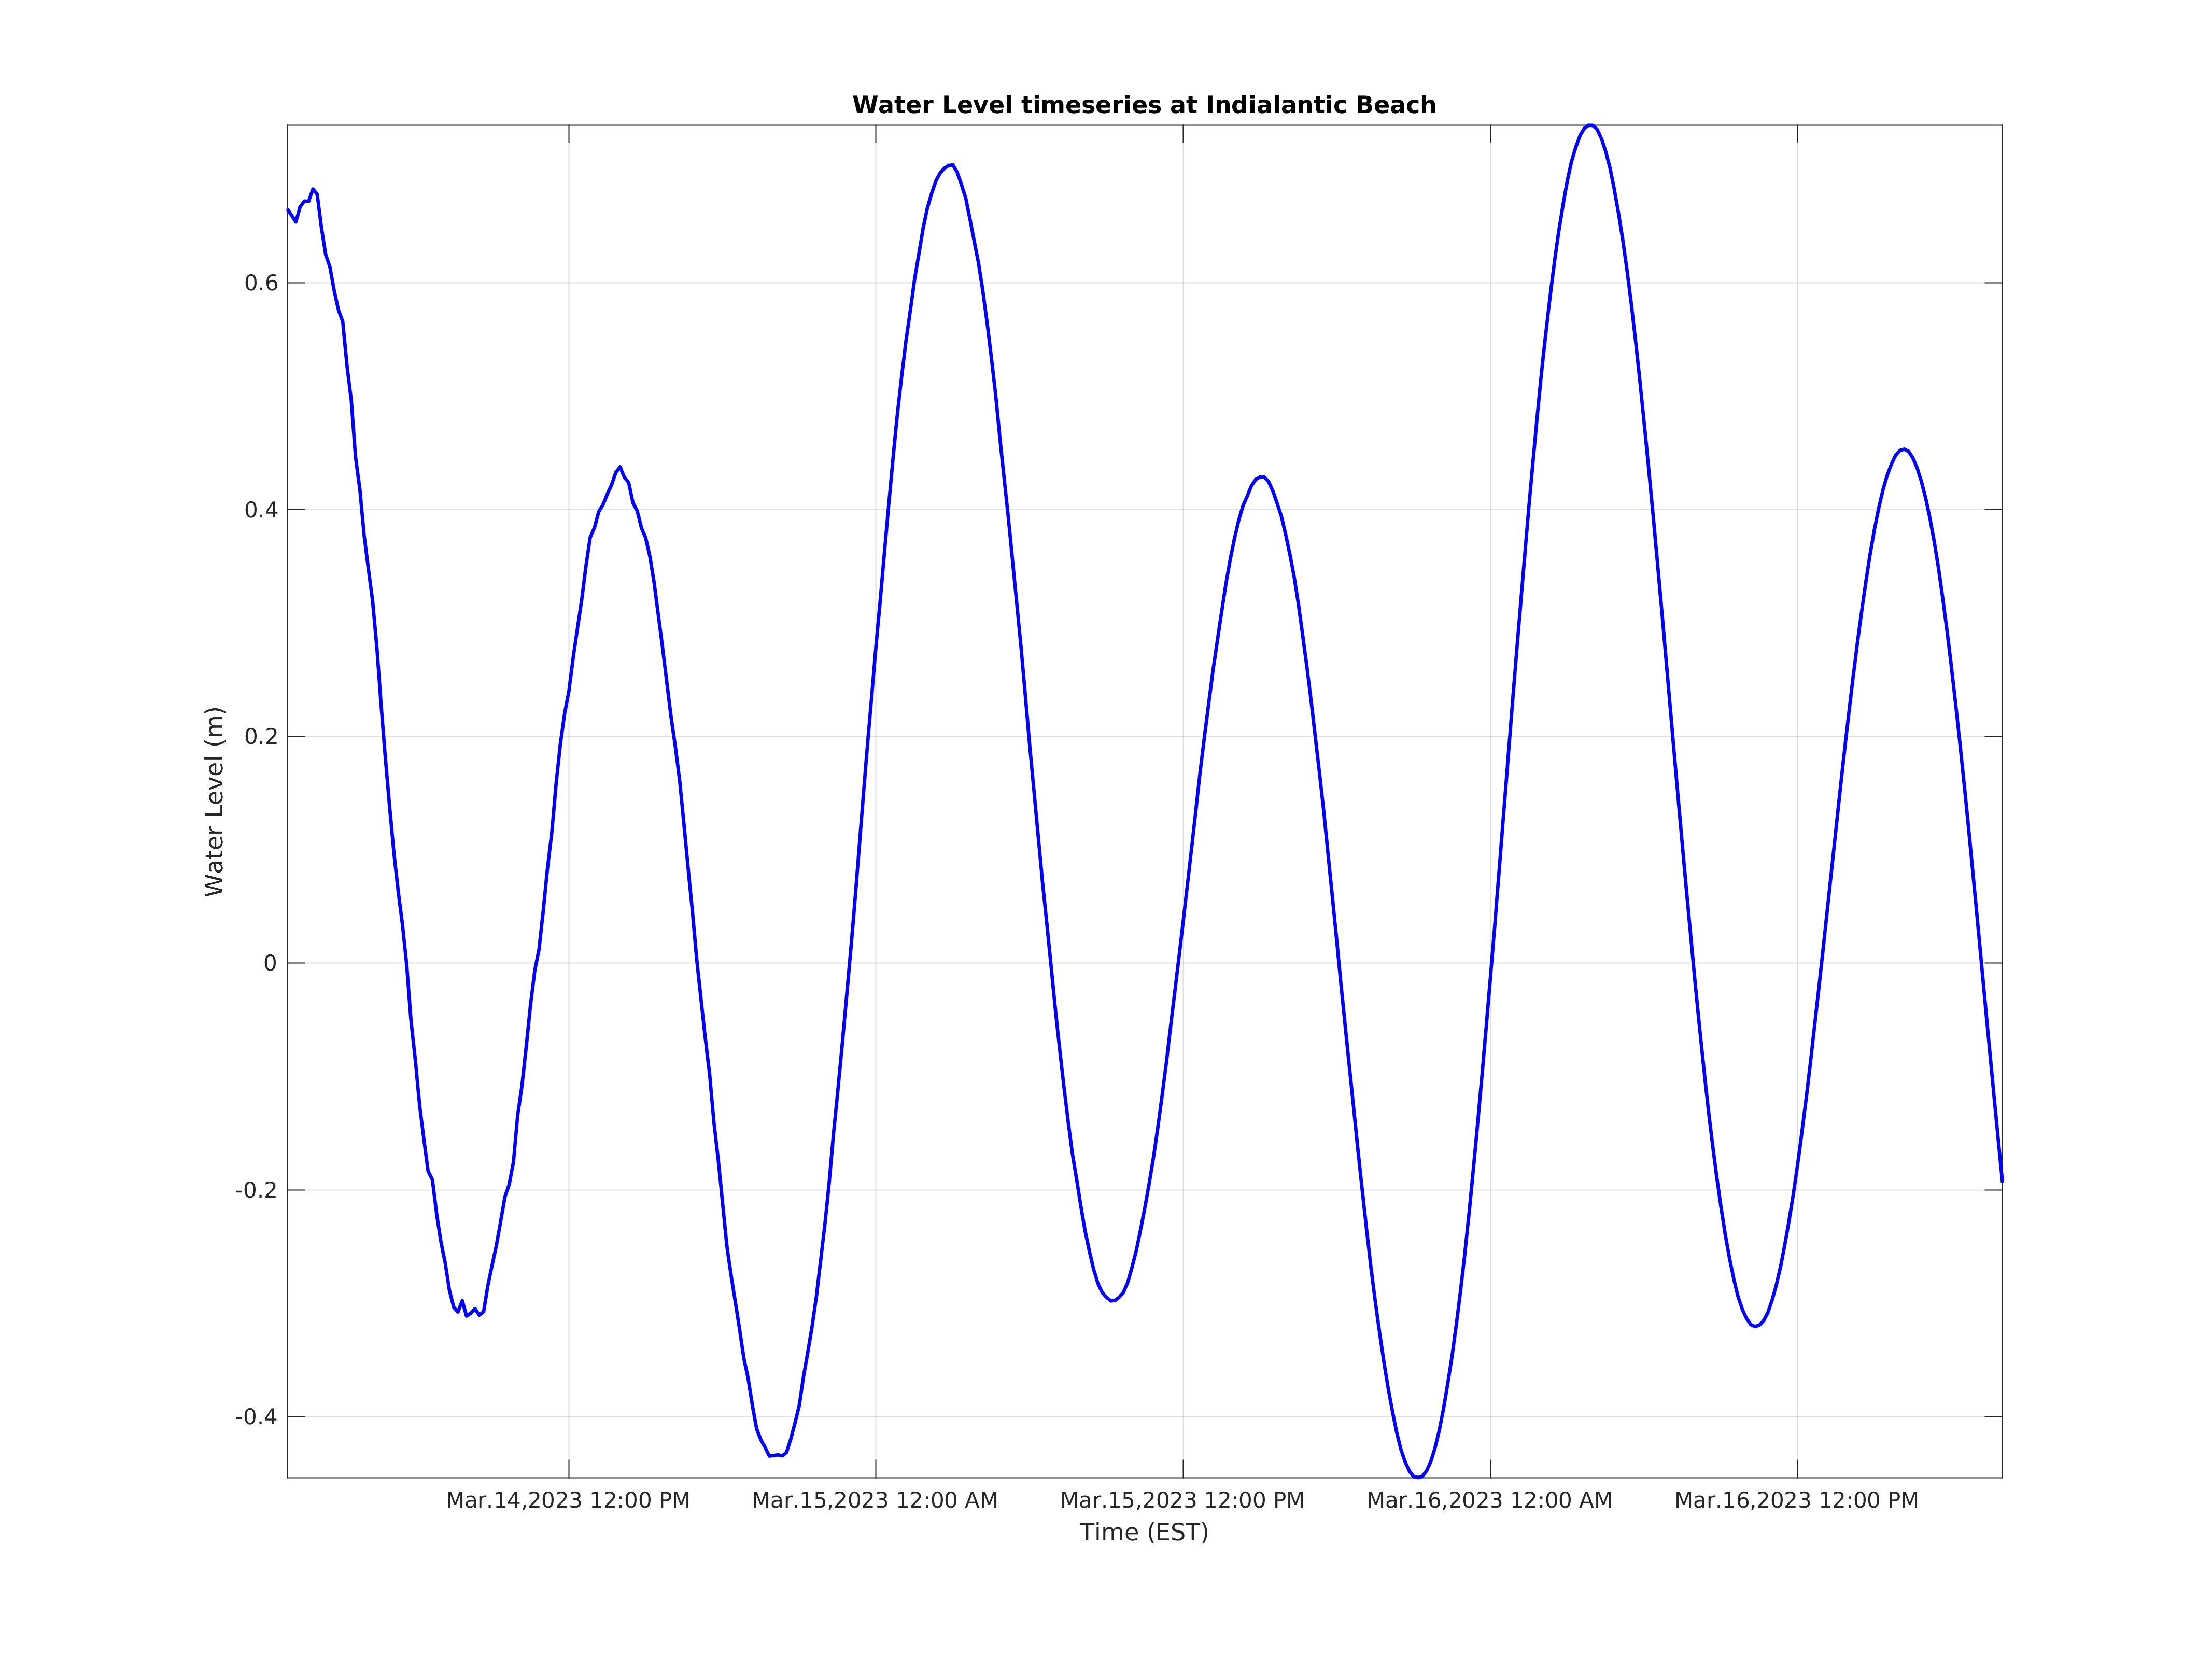 Water Level timeseries at Indialantic Beach
0.6
0.4
0.2
0
-0.2
-0.4
Water Level (m)
Mar.14,2023 12:00 PM
Mar.15,2023 12:00 AM
Mar.15,2023 12:00 PM
Mar.16,2023 12:00 AM
Mar.16,2023 12:00 PM
Time (EST)